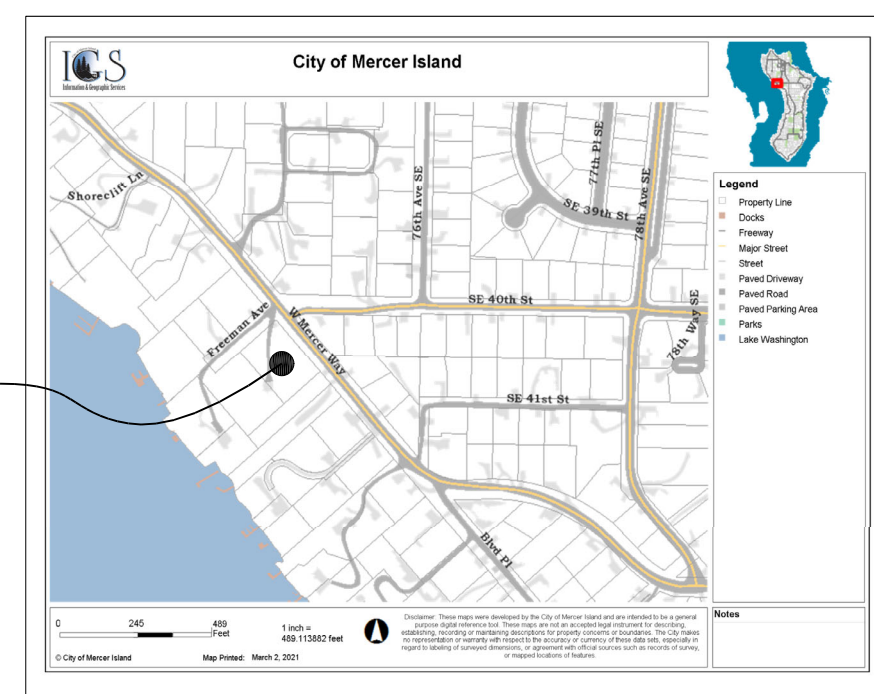 IGS
Information & Geographic Services
City of Mercer Island
Shoreclift Ln
76th Ave SE
77th Pl SE
SE 39th St
78th Ave SE
SE 40th St
W Mercer Way
Freeman Ave
78th Way SE
SE 41st St
Blvd Pl
Legend
Property Line
Docks
Freeway
Major Street
Street
Paved Driveway
Paved Road
Paved Parking Area
Parks
Lake Washington
0 245 489
Feet
1 inch =
489.113882 feet
© City of Mercer Island
Map Printed: March 2, 2021
Disclaimer: These maps were developed by the City of Mercer Island and are intended to be a general
purpose digital reference tool. These maps are not an accepted legal instrument for describing,
establishing, recording or maintaining descriptions for property concerns or boundaries. The City makes
no representation or warranty with respect to the accuracy or currency of these data sets, especially in
regard to labeling of surveyed dimensions, or agreement with official sources such as records of survey,
or mapped locations of features.
Notes